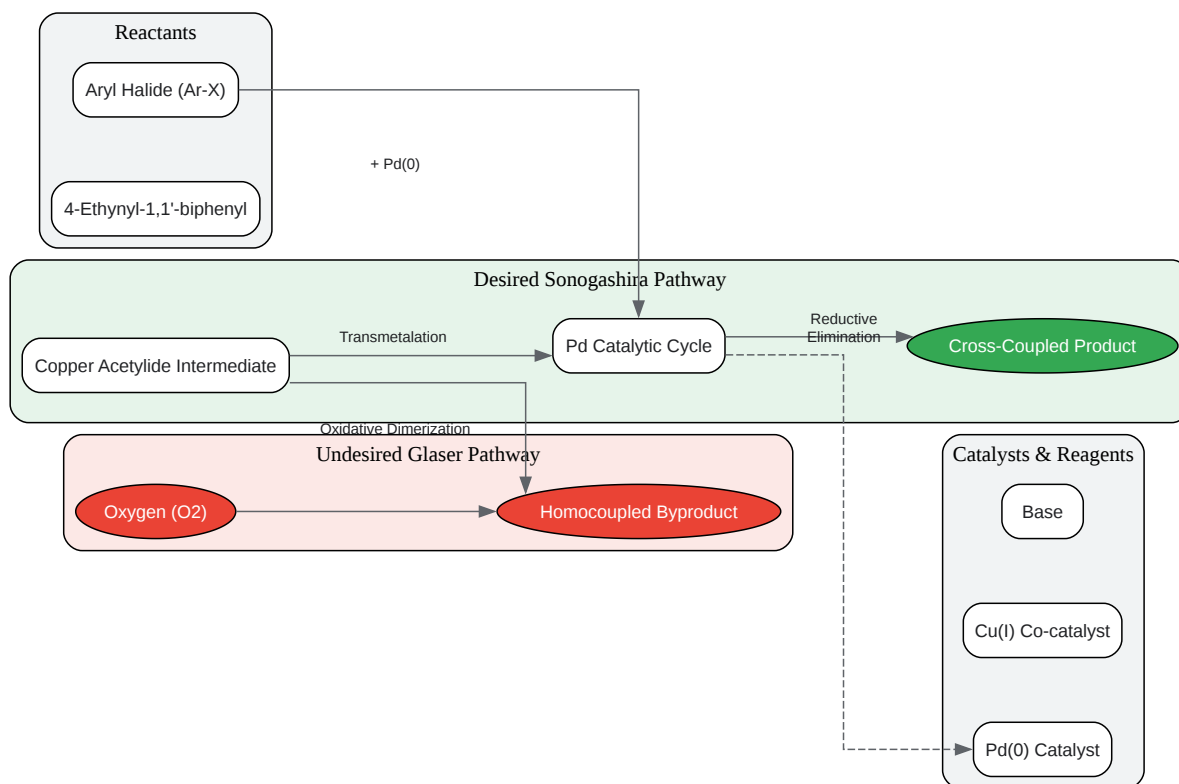 Reactants
Aryl Halide (Ar-X)
+ Pd(0)
4-Ethynyl-1,1'-biphenyl
Desired Sonogashira Pathway
Copper Acetylide Intermediate
Transmetalation
Pd Catalytic Cycle
Reductive
Elimination
Cross-Coupled Product
Oxidative Dimerization
Undesired Glaser Pathway
Oxygen (O2)
Homocoupled Byproduct
Catalysts & Reagents
Base
Cu(I) Co-catalyst
Pd(0) Catalyst